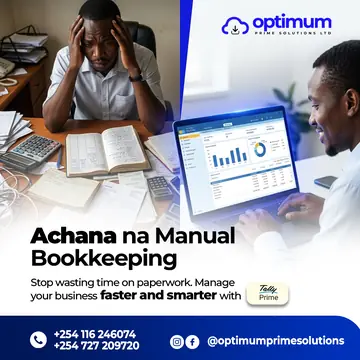 optimum
PRIME SOLUTIONS LTD
Achana na Manual
Bookkeeping
Stop wasting time on paperwork. Manage
your business faster and smarter with
Tally
Prime
+254 116 246074
+254 727 209720
@optimumprimesolutions